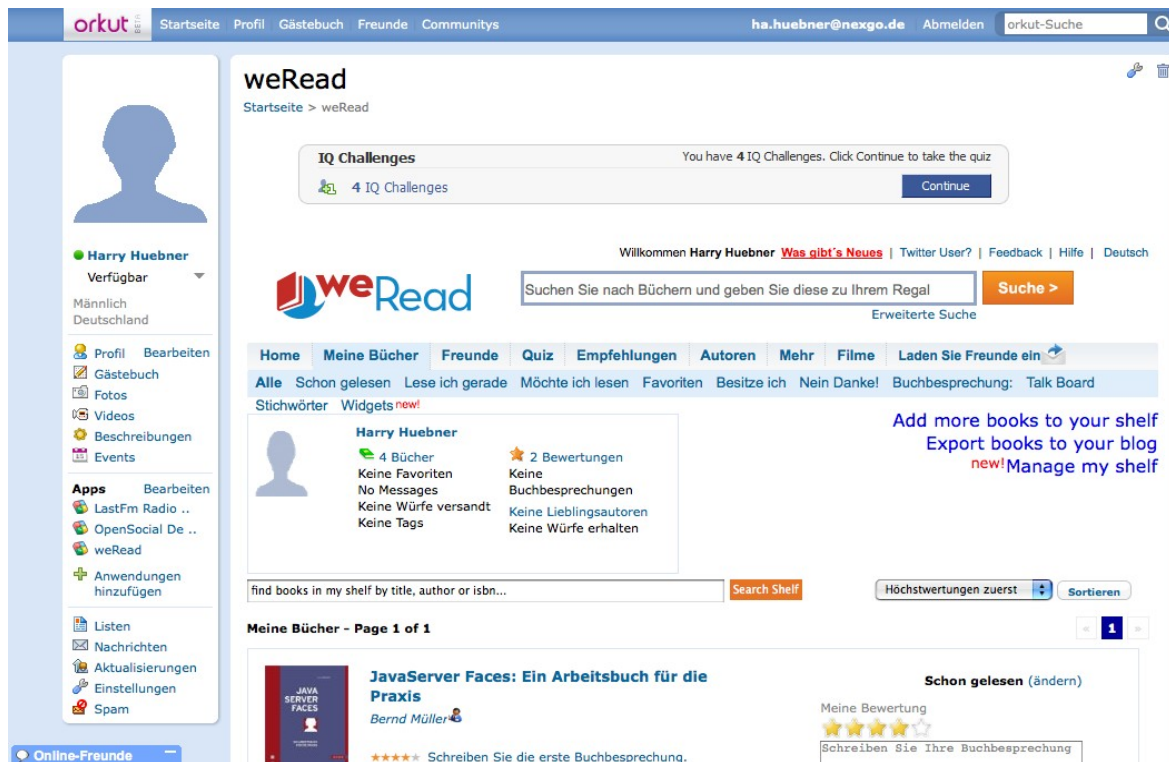 orkut BETA Startseite Profil Gästebuch Freunde Communitys ha.huebner@nexgo.de Abmelden orkut-Suche
weRead
Startseite > weRead
IQ Challenges You have 4 IQ Challenges. Click Continue to take the quiz
4 IQ Challenges Continue
Harry Huebner
Verfügbar
Männlich
Deutschland
Profil Bearbeiten
Gästebuch
Fotos
Videos
Beschreibungen
Events
Apps Bearbeiten
LastFm Radio ..
OpenSocial De ..
weRead
Anwendungen
hinzufügen
Listen
Nachrichten
Aktualisierungen
Einstellungen
Spam
Online-Freunde
Willkommen Harry Huebner Was gibt´s Neues | Twitter User? | Feedback | Hilfe | Deutsch
weRead
Suchen Sie nach Büchern und geben Sie diese zu Ihrem Regal Suche >
Erweiterte Suche
Home Meine Bücher Freunde Quiz Empfehlungen Autoren Mehr Filme Laden Sie Freunde ein
Alle Schon gelesen Lese ich gerade Möchte ich lesen Favoriten Besitze ich Nein Danke! Buchbesprechung: Talk Board
Stichwörter Widgets new!
Harry Huebner
4 Bücher
Keine Favoriten
No Messages
Keine Würfe versandt
Keine Tags
2 Bewertungen
Keine
Buchbesprechungen
Keine Lieblingsautoren
Keine Würfe erhalten
Add more books to your shelf
Export books to your blog
new!Manage my shelf
find books in my shelf by title, author or isbn... Search Shelf Höchstwertungen zuerst Sortieren
Meine Bücher - Page 1 of 1 « 1 »
JAVA
SERVER
FACES
JavaServer Faces: Ein Arbeitsbuch für die
Praxis
Bernd Müller
Schreiben Sie die erste Buchbesprechung.
Schon gelesen (ändern)
Meine Bewertung
Schreiben Sie Ihre Buchbesprechung